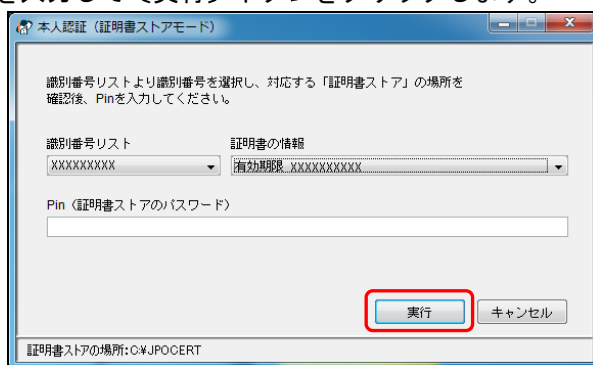 本人認証（証明書ストアモード）
識別番号リストより識別番号を選択し、対応する「証明書ストア」の場所を
確認後、Pinを入力してください。
識別番号リスト 証明書の情報
XXXXXXXXX 有効期限 XXXXXXXXXX
Pin（証明書ストアのパスワード）
実行 キャンセル
証明書ストアの場所:C:¥JPOCERT